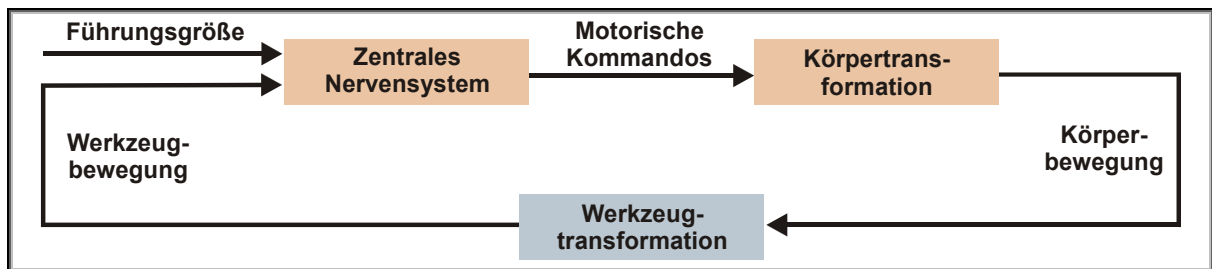 Führungsgröße
Zentrales
Nervensystem
Motorische
Kommandos
Körpertrans-
formation
Körper-
bewegung
Werkzeug-
transformation
Werkzeug-
bewegung